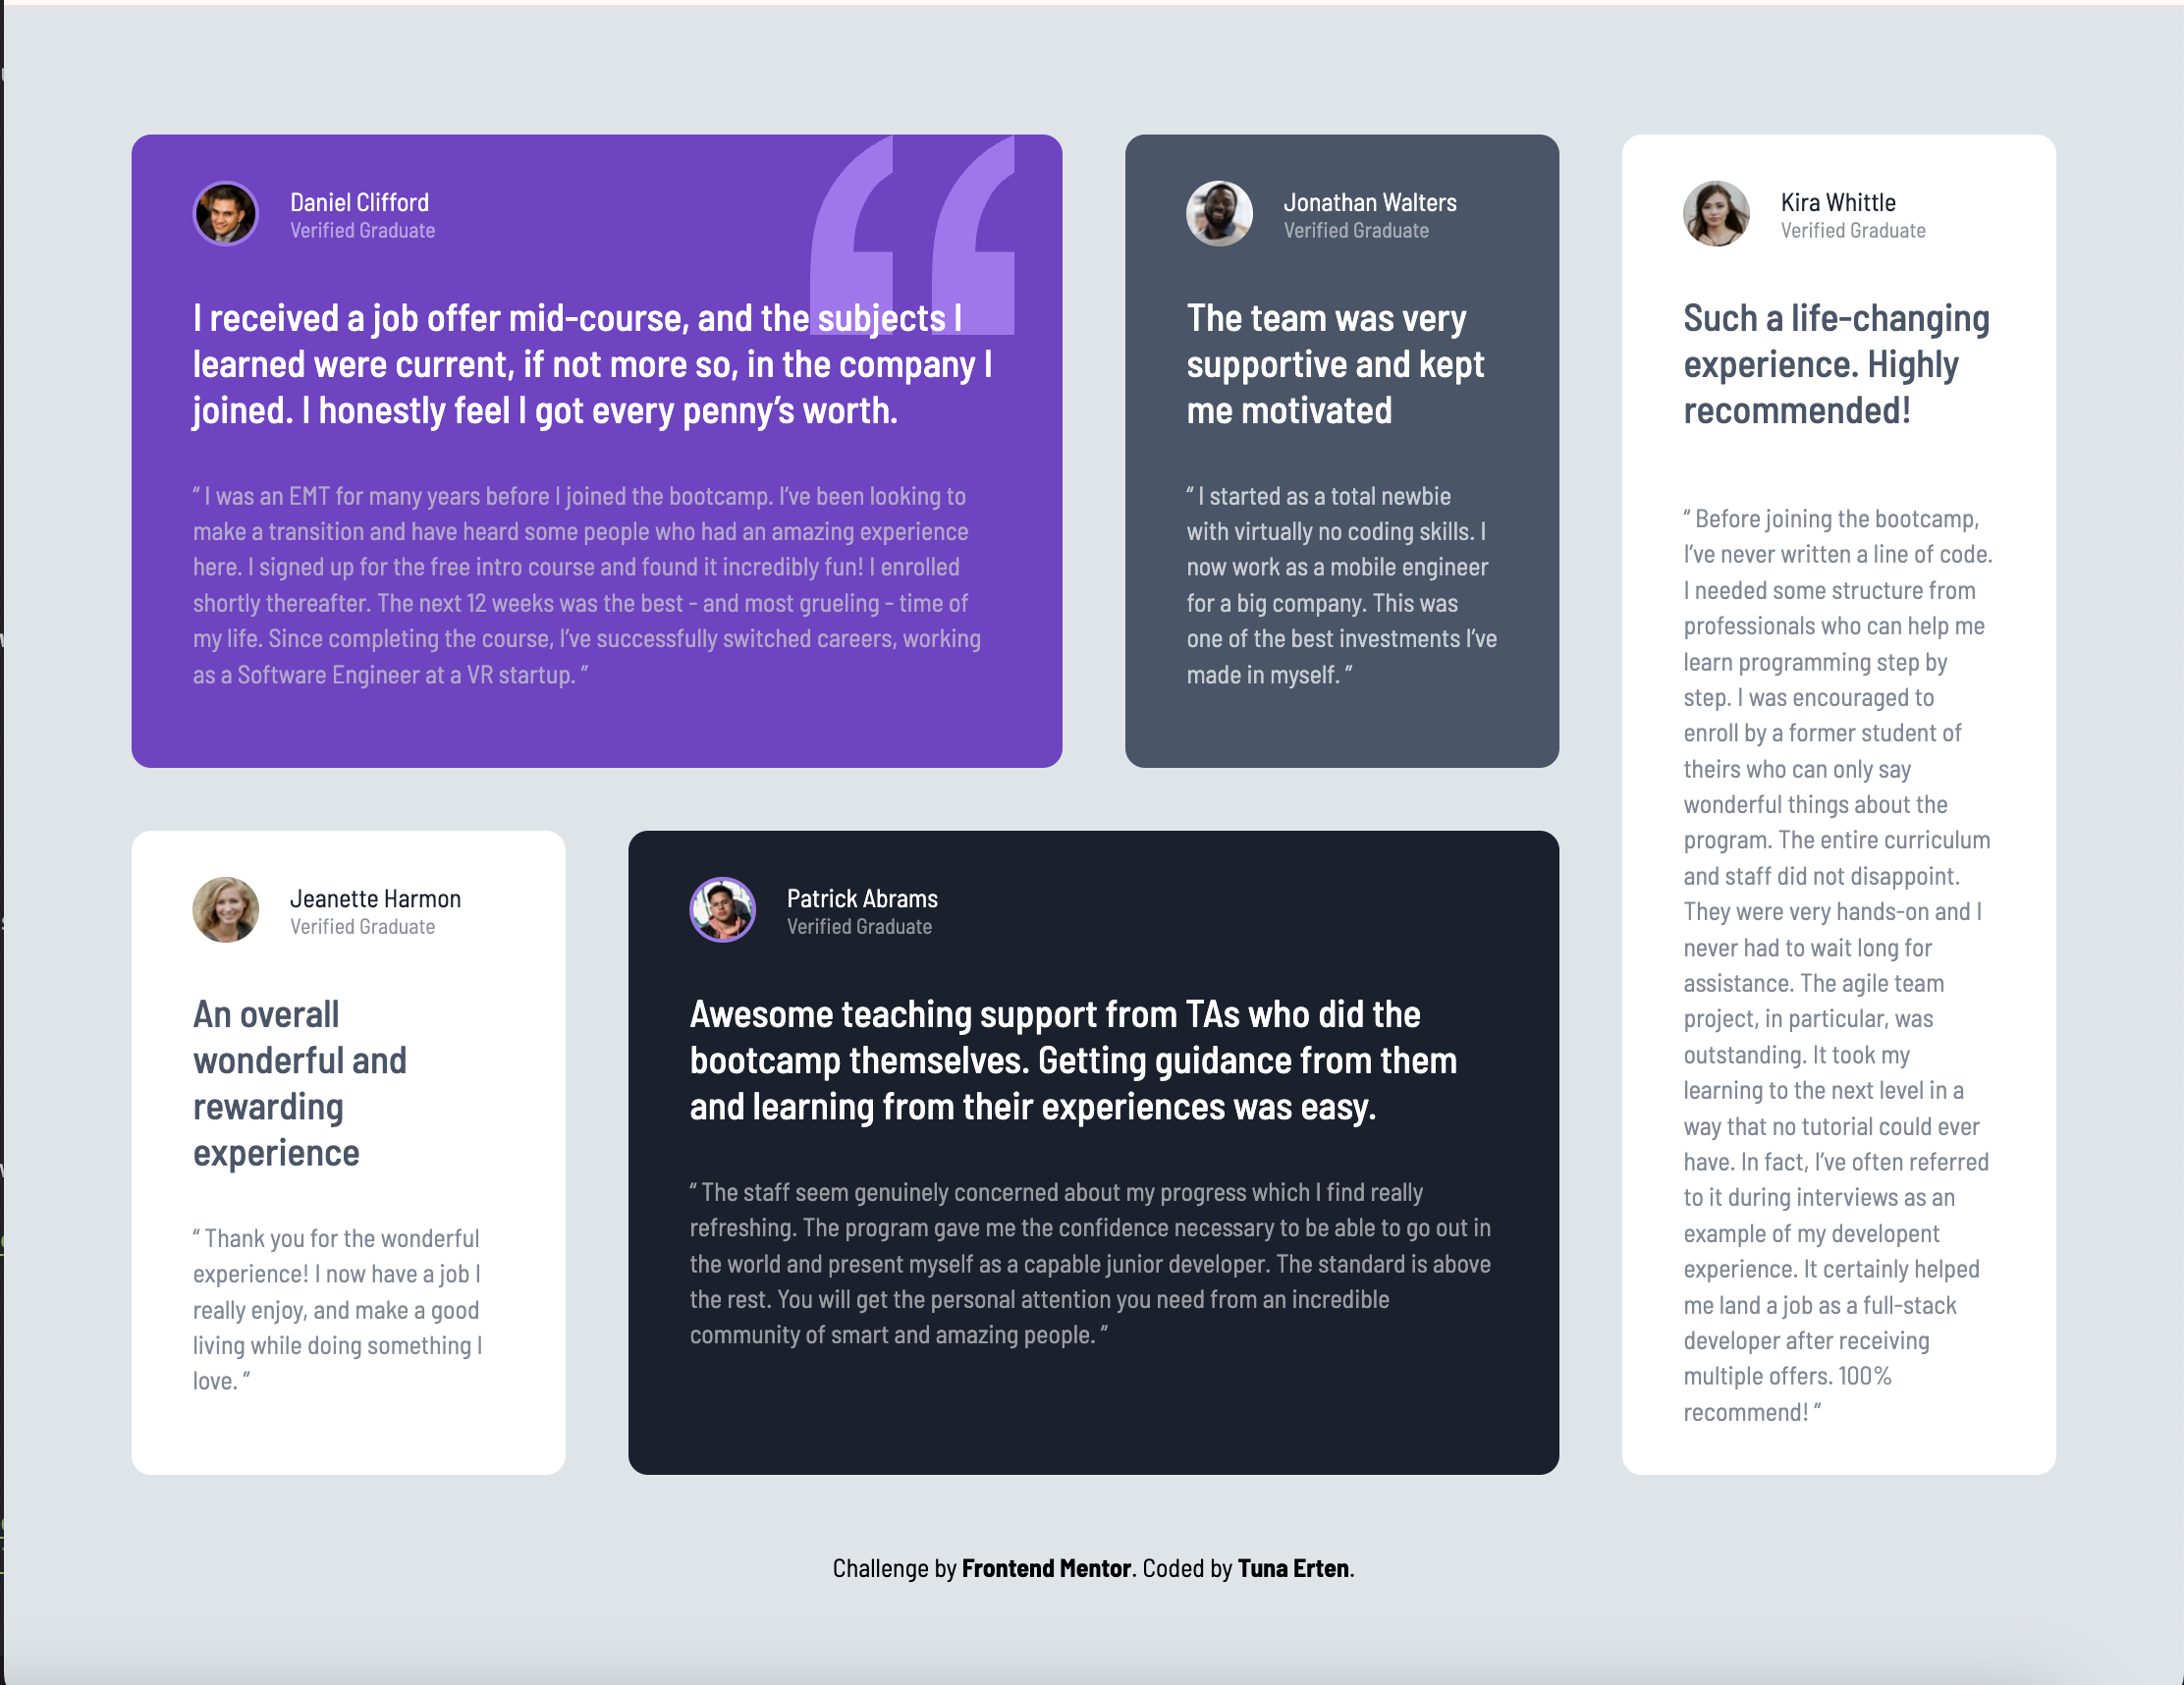 Daniel Clifford
Verified Graduate
I received a job offer mid-course, and the subjects I
learned were current, if not more so, in the company I
joined. I honestly feel I got every penny’s worth.
“ I was an EMT for many years before I joined the bootcamp. I’ve been looking to
make a transition and have heard some people who had an amazing experience
here. I signed up for the free intro course and found it incredibly fun! I enrolled
shortly thereafter. The next 12 weeks was the best - and most grueling - time of
my life. Since completing the course, I’ve successfully switched careers, working
as a Software Engineer at a VR startup. ”
Jonathan Walters
Verified Graduate
The team was very
supportive and kept
me motivated
“ I started as a total newbie
with virtually no coding skills. I
now work as a mobile engineer
for a big company. This was
one of the best investments I’ve
made in myself. ”
Kira Whittle
Verified Graduate
Such a life-changing
experience. Highly
recommended!
“ Before joining the bootcamp,
I’ve never written a line of code.
I needed some structure from
professionals who can help me
learn programming step by
step. I was encouraged to
enroll by a former student of
theirs who can only say
wonderful things about the
program. The entire curriculum
and staff did not disappoint.
They were very hands-on and I
never had to wait long for
assistance. The agile team
project, in particular, was
outstanding. It took my
learning to the next level in a
way that no tutorial could ever
have. In fact, I’ve often referred
to it during interviews as an
example of my developent
experience. It certainly helped
me land a job as a full-stack
developer after receiving
multiple offers. 100%
recommend! ”
Jeanette Harmon
Verified Graduate
An overall
wonderful and
rewarding
experience
“ Thank you for the wonderful
experience! I now have a job I
really enjoy, and make a good
living while doing something I
love. ”
Patrick Abrams
Verified Graduate
Awesome teaching support from TAs who did the
bootcamp themselves. Getting guidance from them
and learning from their experiences was easy.
“ The staff seem genuinely concerned about my progress which I find really
refreshing. The program gave me the confidence necessary to be able to go out in
the world and present myself as a capable junior developer. The standard is above
the rest. You will get the personal attention you need from an incredible
community of smart and amazing people. ”
Challenge by Frontend Mentor. Coded by Tuna Erten.